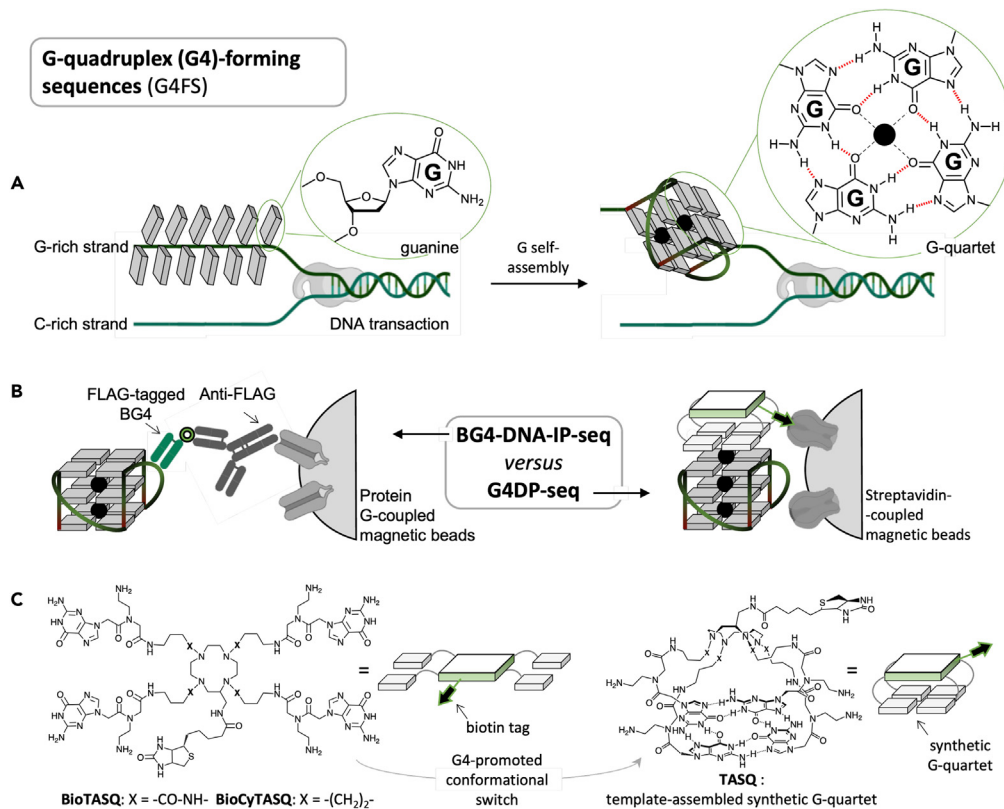 G-quadruplex (G4)-forming
sequences (G4FS)
A
G-rich strand
C-rich strand
O
N
N
G
NH
N
NH2
O
O
O
guanine
DNA transaction
G self-
assembly
G
G
G
G
G-quartet
B
FLAG-tagged
BG4
Anti-FLAG
Protein
G-coupled
magnetic beads
BG4-DNA-IP-seq
versus
G4DP-seq
Streptavidin-
-coupled
magnetic beads
C
=
biotin tag
G4-promoted
conformational
switch
BioTASQ: X = -CO-NH- BioCyTASQ: X = -(CH2)2-
=
TASQ :
template-assembled synthetic G-quartet
synthetic
G-quartet